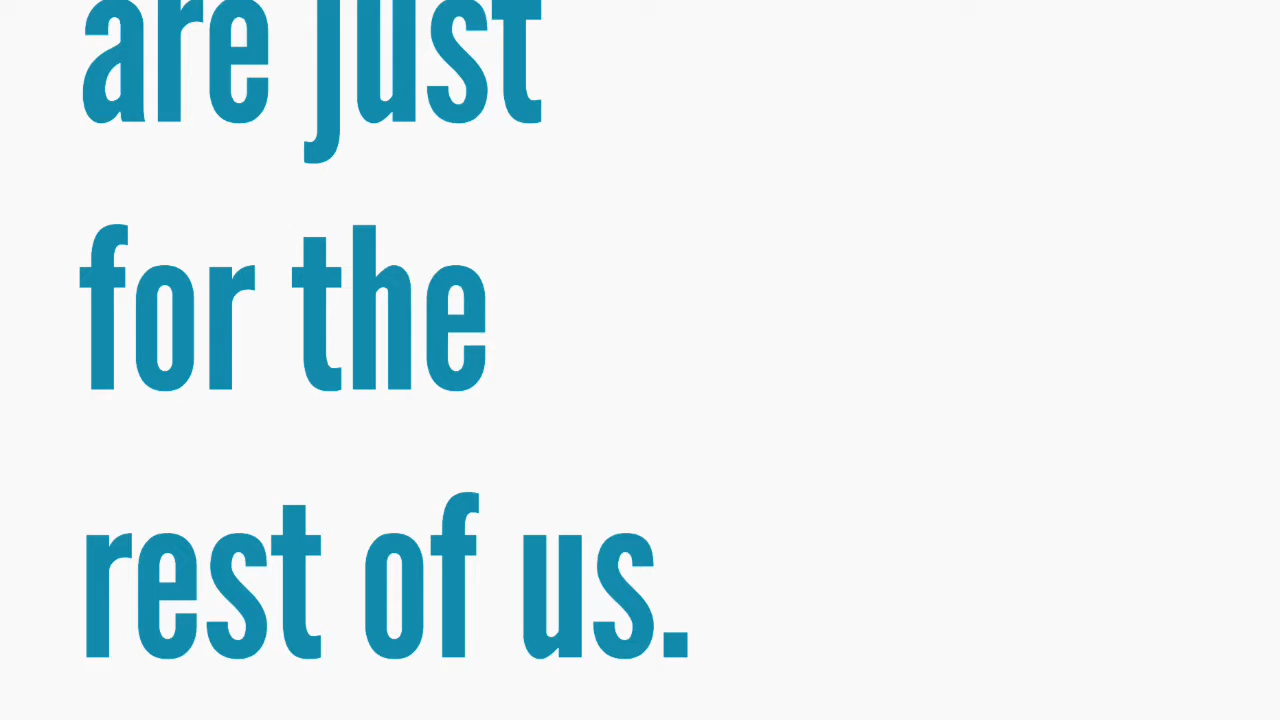 are just
for the
rest of us.